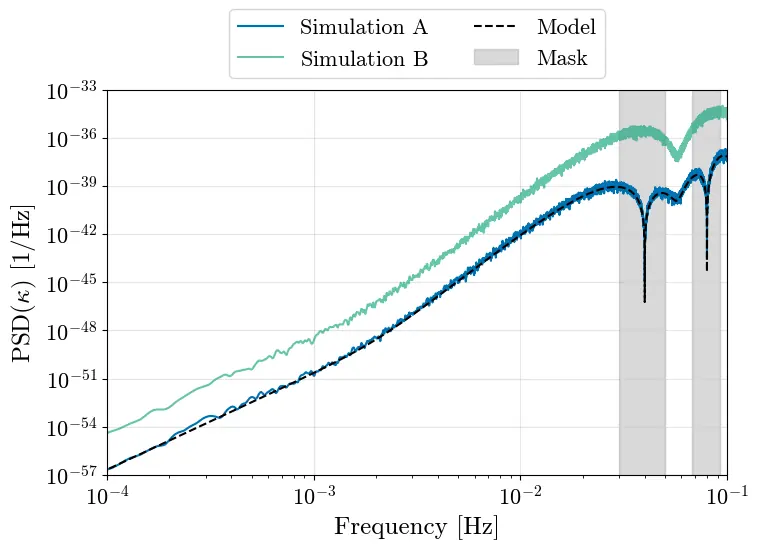 Simulation A
Simulation B
Model
Mask
10⁻³³
10⁻³⁶
10⁻³⁹
10⁻⁴²
10⁻⁴⁵
10⁻⁴⁸
10⁻⁵¹
10⁻⁵⁴
10⁻⁵⁷
PSD(κ) [1/Hz]
10⁻⁴
10⁻³
10⁻²
10⁻¹
Frequency [Hz]